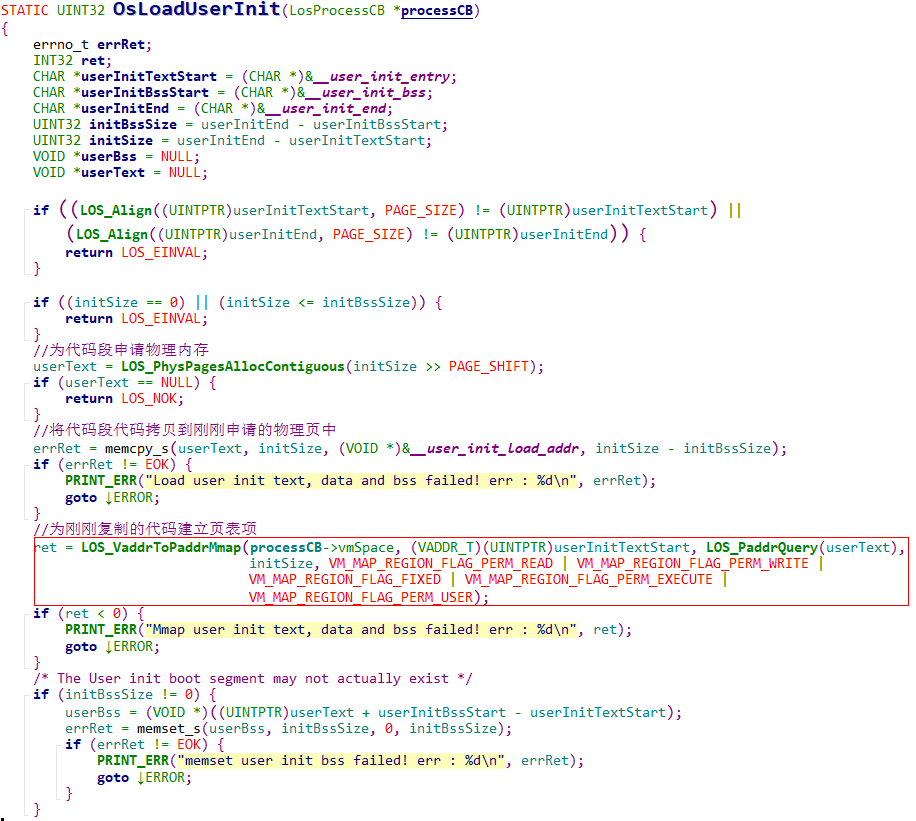 STATIC UINT32 OsLoadUserInit(LosProcessCB *processCB)
{
    errno_t errRet;
    INT32 ret;
    CHAR *userInitTextStart = (CHAR *)&__user_init_entry;
    CHAR *userInitBssStart = (CHAR *)&__user_init_bss;
    CHAR *userInitEnd = (CHAR *)&__user_init_end;
    UINT32 initBssSize = userInitEnd - userInitBssStart;
    UINT32 initSize = userInitEnd - userInitTextStart;
    VOID *userBss = NULL;
    VOID *userText = NULL;
    if ((LOS_Align((UINTPTR)userInitTextStart, PAGE_SIZE) != (UINTPTR)userInitTextStart) ||
        (LOS_Align((UINTPTR)userInitEnd, PAGE_SIZE) != (UINTPTR)userInitEnd)) {
        return LOS_EINVAL;
    }
    if ((initSize == 0) || (initSize <= initBssSize)) {
        return LOS_EINVAL;
    }
    //为代码段申请物理内存
    userText = LOS_PhysPagesAllocContiguous(initSize >> PAGE_SHIFT);
    if (userText == NULL) {
        return LOS_NOK;
    }
    //将代码段代码拷贝到刚刚申请的物理页中
    errRet = memcpy_s(userText, initSize, (VOID *)&__user_init_load_addr, initSize - initBssSize);
    if (errRet != EOK) {
        PRINT_ERR("Load user init text, data and bss failed! err : %d\n", errRet);
        goto ↓ERROR;
    }
    //为刚刚复制的代码建立页表项
    ret = LOS_VaddrToPaddrMmap(processCB->vmSpace, (VADDR_T)(UINTPTR)userInitTextStart, LOS_PaddrQuery(userText),
                               initSize, VM_MAP_REGION_FLAG_PERM_READ | VM_MAP_REGION_FLAG_PERM_WRITE |
                               VM_MAP_REGION_FLAG_FIXED | VM_MAP_REGION_FLAG_PERM_EXECUTE |
                               VM_MAP_REGION_FLAG_PERM_USER);
    if (ret < 0) {
        PRINT_ERR("Mmap user init text, data and bss failed! err : %d\n", ret);
        goto ↓ERROR;
    }
    /* The User init boot segment may not actually exist */
    if (initBssSize != 0) {
        userBss = (VOID *)((UINTPTR)userText + userInitBssStart - userInitTextStart);
        errRet = memset_s(userBss, initBssSize, 0, initBssSize);
        if (errRet != EOK) {
            PRINT_ERR("memset user init bss failed! err : %d\n", errRet);
            goto ↓ERROR;
        }
    }